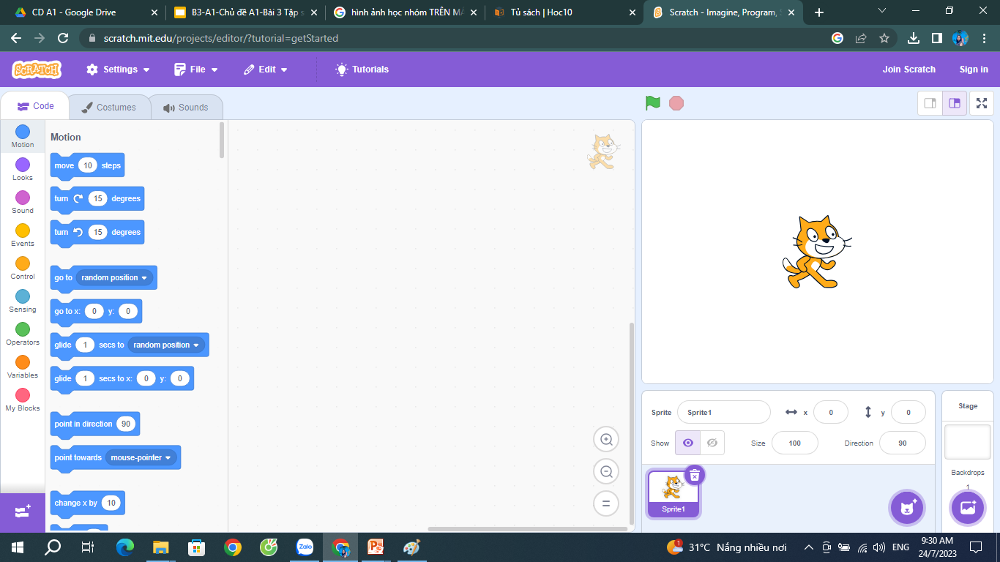 CD A1 - Google Drive
B3-A1-Chủ đề A1-Bài 3 Tập s
hình ảnh học nhóm TRÊN MÁ
Tủ sách | Hoc10
Scratch - Imagine, Program, S
scratch.mit.edu/projects/editor/?tutorial=getStarted
SCRATCH
Settings
File
Edit
Tutorials
Join Scratch
Sign in
Code
Costumes
Sounds
Motion
Looks
Sound
Events
Control
Sensing
Operators
Variables
My Blocks
Motion
move 10 steps
turn 15 degrees
turn 15 degrees
go to random position
go to x: 0 y: 0
glide 1 secs to random position
glide 1 secs to x: 0 y: 0
point in direction 90
point towards mouse-pointer
change x by 10
Sprite Sprite1 x 0 y 0
Show Size 100 Direction 90
Sprite1
Stage
Backdrops
1
Zalo
31°C Nắng nhiều nơi
ENG
9:30 AM
24/7/2023